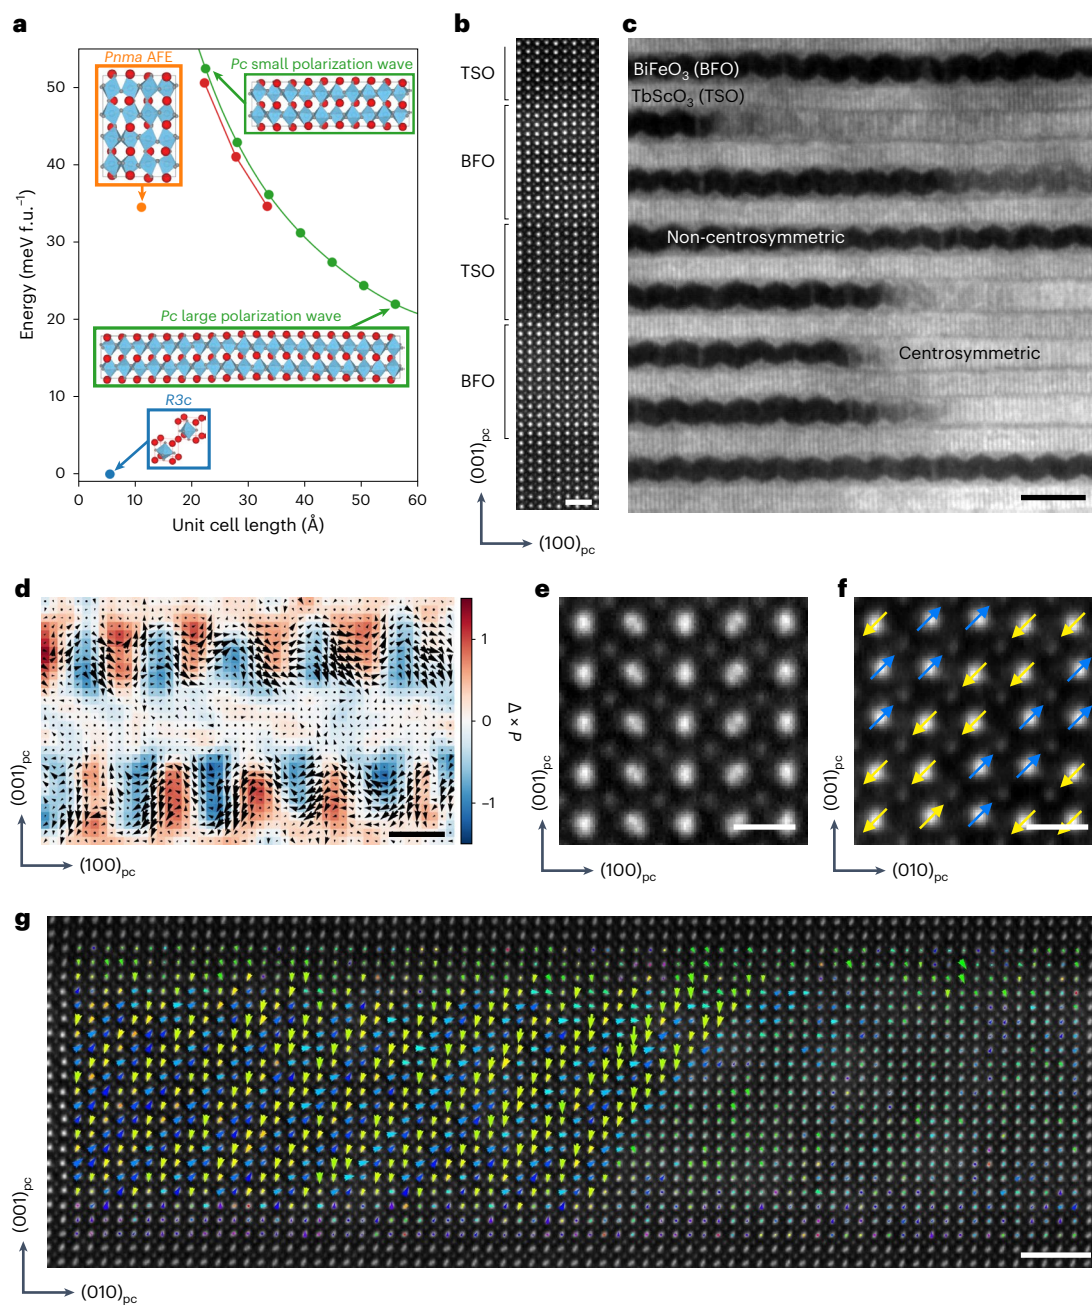 a
Pnma AFE
Pc small polarization wave
Pc large polarization wave
R3c
50
40
30
20
10
0
Energy (meV f.u.⁻¹)
0 10 20 30 40 50 60
Unit cell length (Å)
b
TSO
BFO
TSO
BFO
(001)pc
(100)pc
c
BiFeO₃ (BFO)
TbScO₃ (TSO)
Non-centrosymmetric
Centrosymmetric
d
1
0
−1
Δ × P
(001)pc
(100)pc
e
(001)pc
(100)pc
f
(001)pc
(010)pc
g
(001)pc
(010)pc